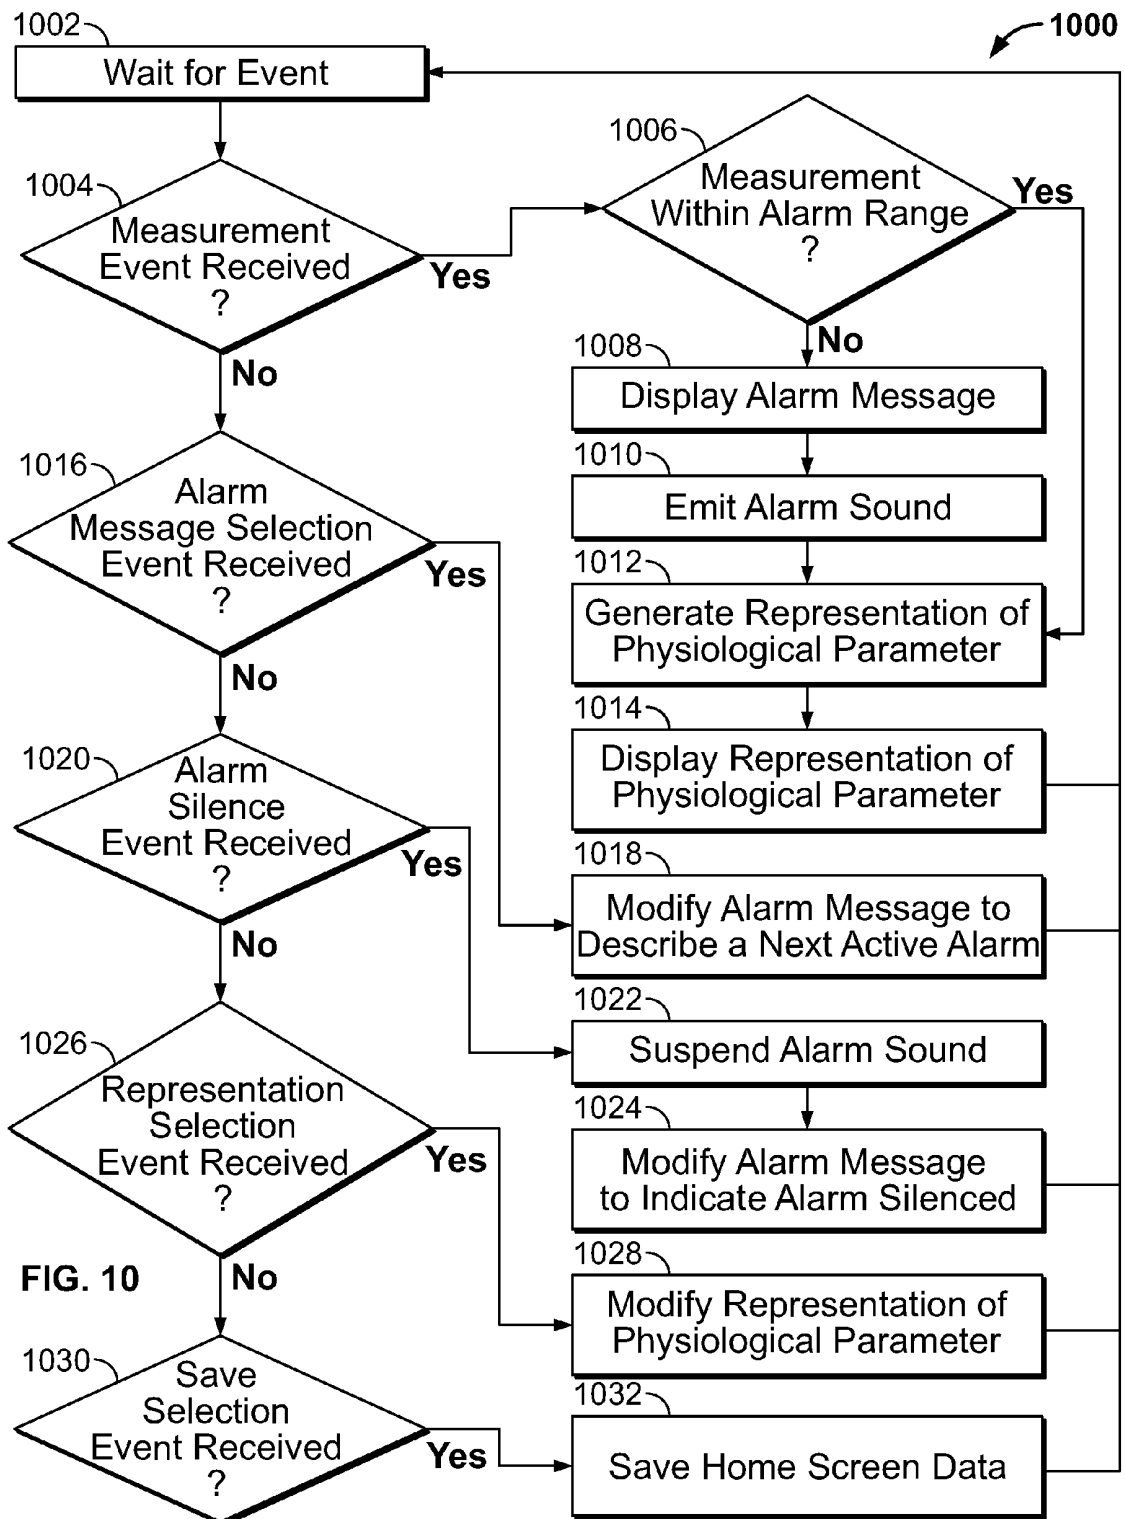 1002
1000
Wait for Event
1006
Measurement
Within Alarm Range
?
Yes
1004
Measurement
Event Received
?
Yes
No
No
1008
Display Alarm Message
1010
Emit Alarm Sound
1012
Generate Representation of
Physiological Parameter
1014
Display Representation of
Physiological Parameter
1016
Alarm
Message Selection
Event Received
?
Yes
No
1018
Modify Alarm Message to
Describe a Next Active Alarm
1020
Alarm
Silence
Event Received
?
Yes
No
1022
Suspend Alarm Sound
1024
Modify Alarm Message
to Indicate Alarm Silenced
1026
Representation
Selection
Event Received
?
Yes
No
1028
Modify Representation of
Physiological Parameter
FIG. 10
1030
Save
Selection
Event Received
?
Yes
1032
Save Home Screen Data